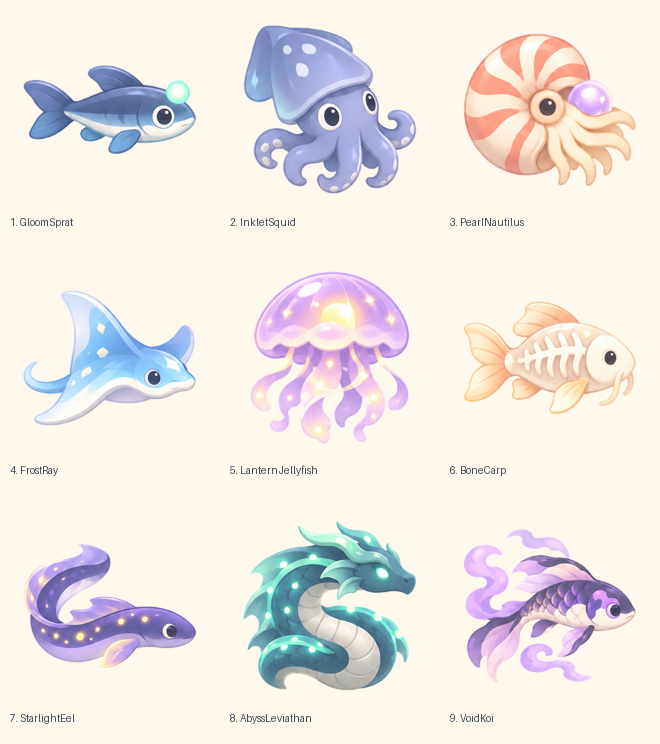 1. GloomSprat
2. InkletSquid
3. PearlNautilus
4. FrostRay
5. LanternJellyfish
6. BoneCarp
7. StarlightEel
8. AbyssLeviathan
9. VoidKoi